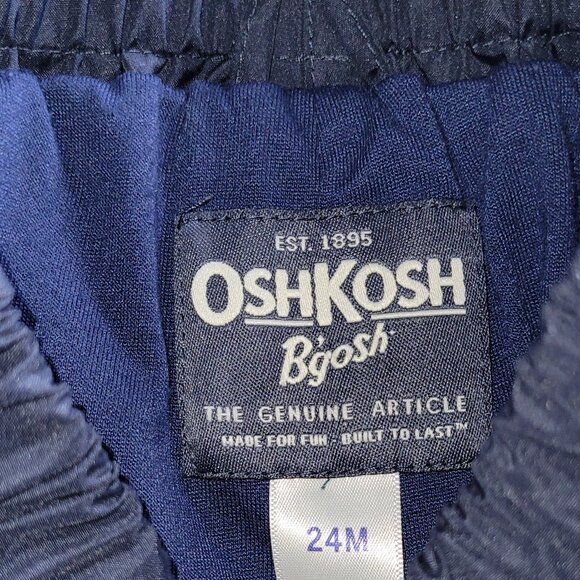 EST. 1895
OSHKOSH
B'gosh
THE GENUINE ARTICLE
MADE FOR FUN - BUILT TO LAST™
24M